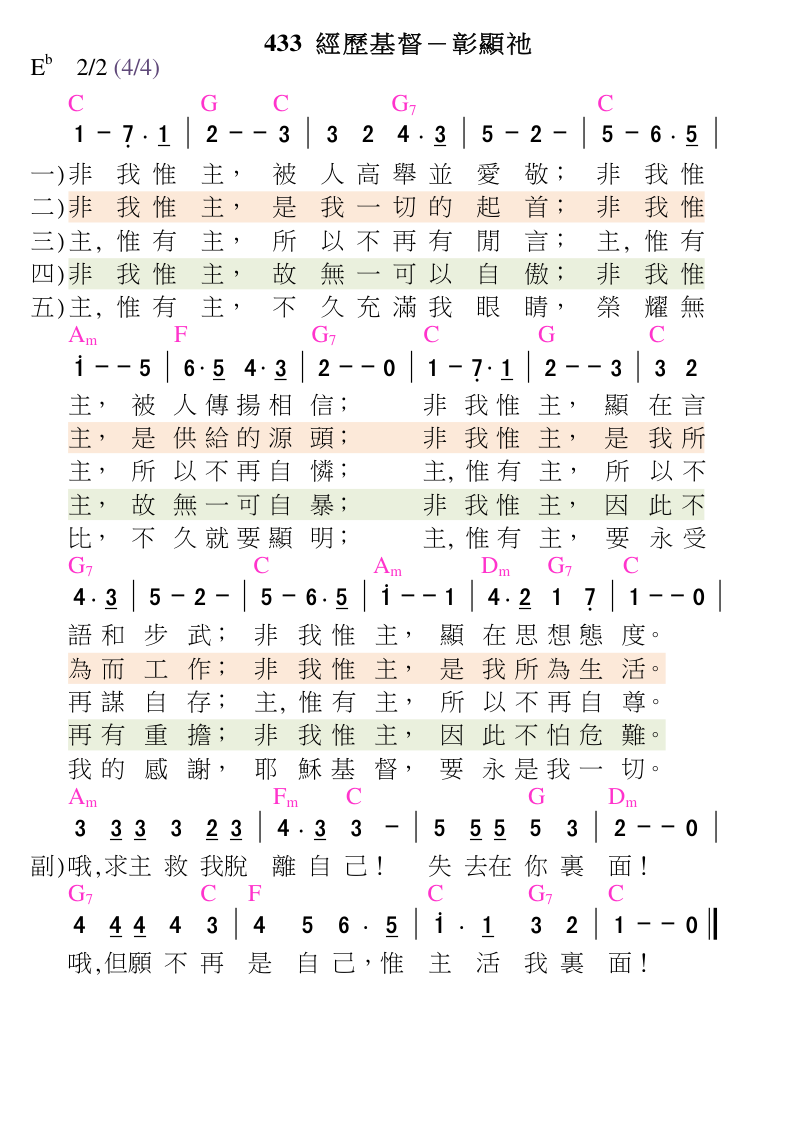 433 經歷基督－彰顯祂
E♭ 2/2 (4/4)
C G C G7 C
1 － 7̣ · 1̲ | 2 － － 3 | 3 2 4 · 3̲ | 5 － 2 － | 5 － 6 · 5̲ |
一)非 我 惟 主， 被 人 高 舉 並 愛 敬； 非 我 惟
二)非 我 惟 主， 是 我 一 切 的 起 首； 非 我 惟
三)主, 惟 有 主， 所 以 不 再 有 閒 言； 主, 惟 有
四)非 我 惟 主， 故 無 一 可 以 自 傲； 非 我 惟
五)主, 惟 有 主， 不 久 充 滿 我 眼 睛， 榮 耀 無
Am F G7 C G C
1̇ － － 5 | 6 · 5̲ 4 · 3̲ | 2 － － 0 | 1 － 7̣ · 1̲ | 2 － － 3 | 3 2
主， 被 人 傳 揚 相 信； 非 我 惟 主， 顯 在 言
主， 是 供 給 的 源 頭； 非 我 惟 主， 是 我 所
主， 所 以 不 再 自 憐； 主, 惟 有 主， 所 以 不
主， 故 無 一 可 自 暴； 非 我 惟 主， 因 此 不
比， 不 久 就 要 顯 明； 主, 惟 有 主， 要 永 受
G7 C Am Dm G7 C
4 · 3̲ | 5 － 2 － | 5 － 6 · 5̲ | 1̇ － － 1 | 4 · 2̲ 1 7̣ | 1 － － 0 |
語 和 步 武； 非 我 惟 主， 顯 在 思 想 態 度。
為 而 工 作； 非 我 惟 主， 是 我 所 為 生 活。
再 謀 自 存； 主, 惟 有 主， 所 以 不 再 自 尊。
再 有 重 擔； 非 我 惟 主， 因 此 不 怕 危 難。
我 的 感 謝， 耶 穌 基 督， 要 永 是 我 一 切。
Am Fm C G Dm
3 3̲ 3̲ 3 2̲ 3̲ | 4 · 3̲ 3 － | 5 5̲ 5̲ 5 3 | 2 － － 0 |
副)哦,求主 救 我脫 離 自 己！ 失 去在 你 裏 面！
G7 C F C G7 C
4 4̲ 4̲ 4 3 | 4 5 6 · 5̲ | 1̇ · 1̲ 3 2 | 1 － － 0 ‖
哦,但願 不 再 是 自 己，惟 主 活 我 裏 面！